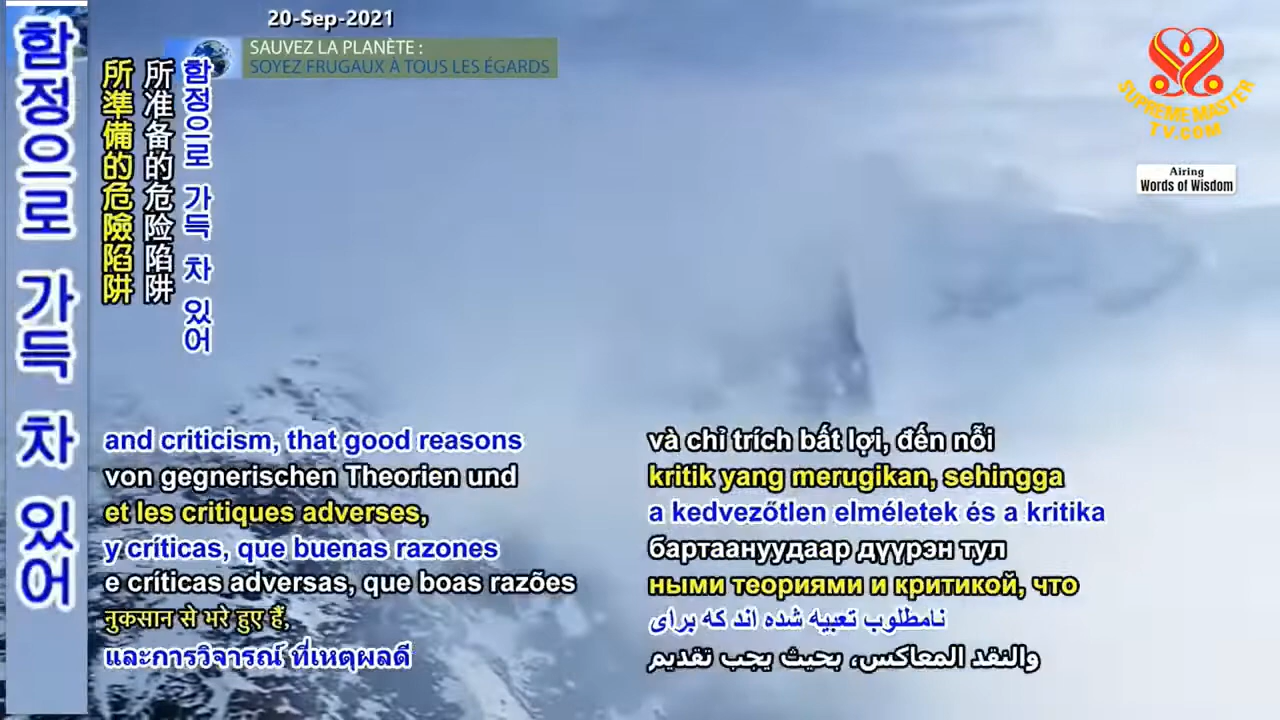 20-Sep-2021
SAUVEZ LA PLANÈTE :
SOYEZ FRUGAUX À TOUS LES ÉGARDS
SUPREME MASTER
TV.COM
Airing
Words of Wisdom
함정으로 가득 차 있어
所準備的危險陷阱
所准备的危险陷阱
함정으로 가득 차 있어
and criticism, that good reasons
von gegnerischen Theorien und
et les critiques adverses,
y críticas, que buenas razones
e críticas adversas, que boas razões
नुकसान से भरे हुए हैं,
และการวิจารณ์ ที่เหตุผลดี
và chỉ trích bất lợi, đến nỗi
kritik yang merugikan, sehingga
a kedvezőtlen elméletek és a kritika
бартаануудаар дүүрэн тул
ными теориями и критикой, что
نامطلوب تعبیه شده اند که برای
والنقد المعاكس، بحيث يجب تقديم